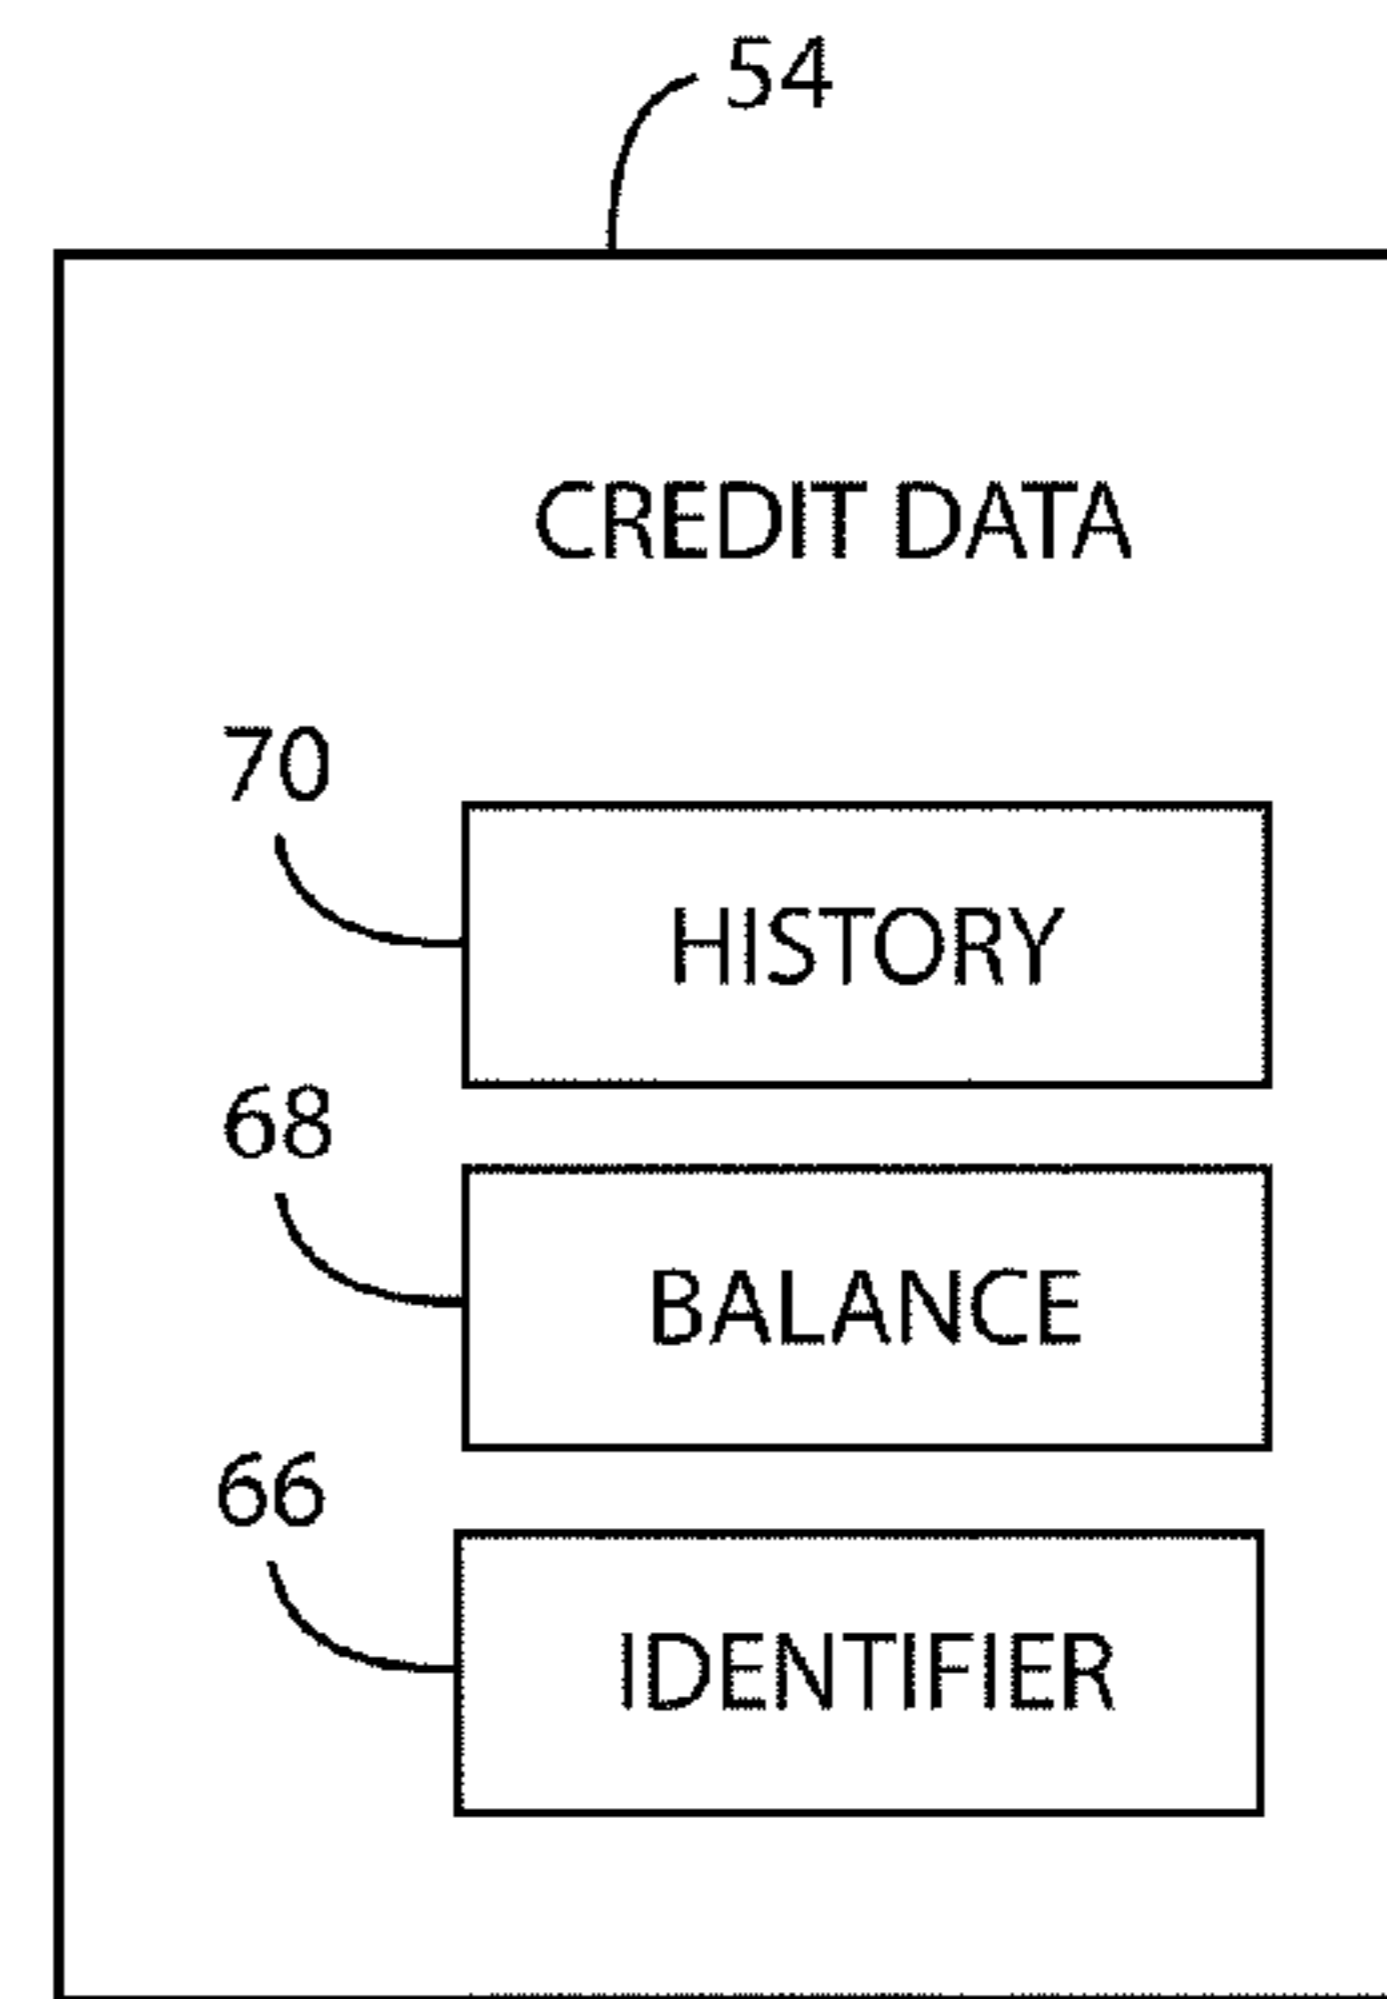 54
CREDIT DATA
70
HISTORY
68
BALANCE
66
IDENTIFIER